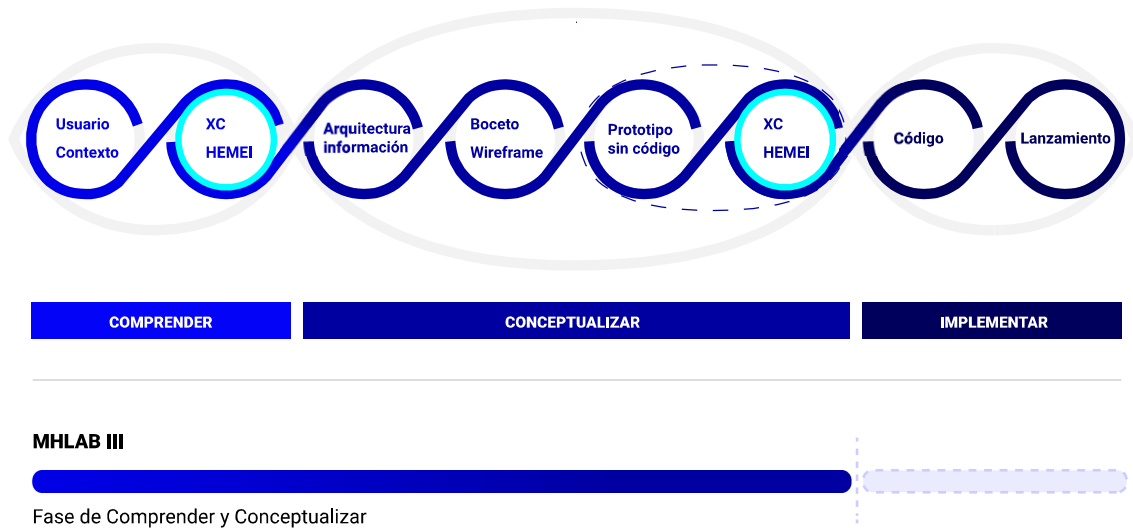 Usuario
Contexto
XC
HEMEI
Arquitectura
información
Boceto
Wireframe
Prototipo
sin código
XC
HEMEI
Código
Lanzamiento
COMPRENDER
CONCEPTUALIZAR
IMPLEMENTAR
MHLAB III
Fase de Comprender y Conceptualizar